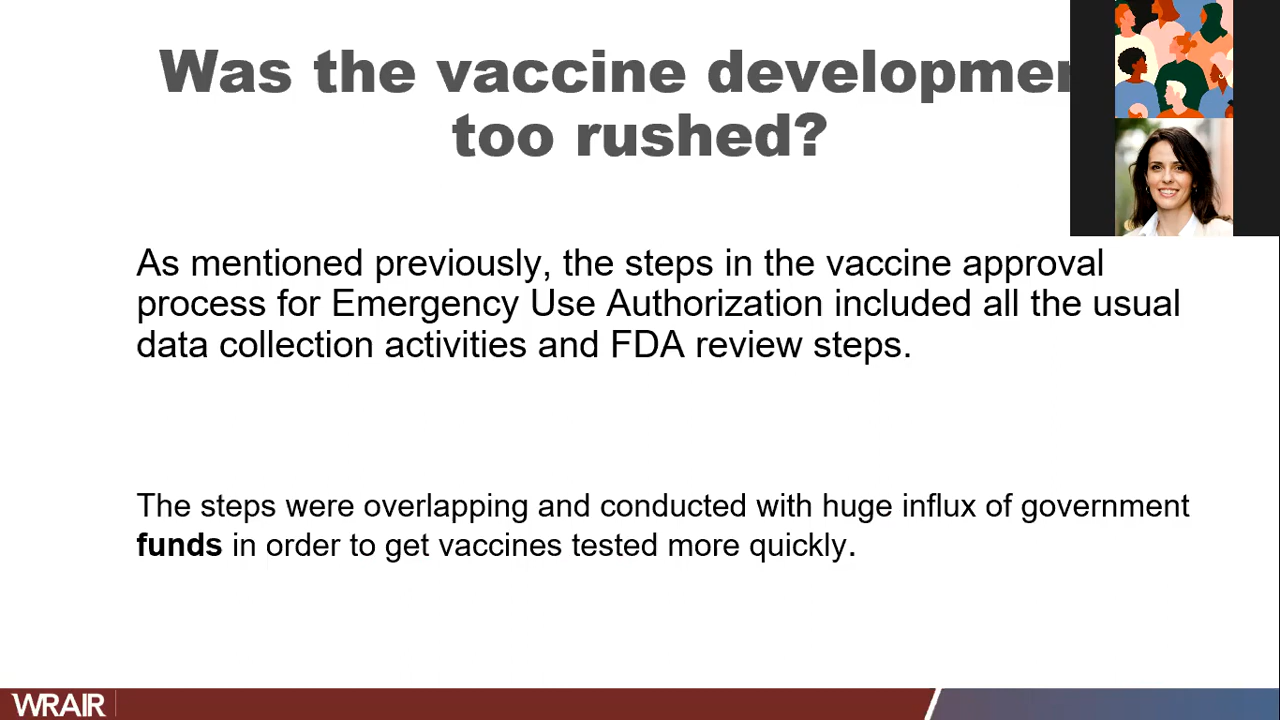 Was the vaccine developmen
too rushed?
As mentioned previously, the steps in the vaccine approval
process for Emergency Use Authorization included all the usual
data collection activities and FDA review steps.
The steps were overlapping and conducted with huge influx of government
funds in order to get vaccines tested more quickly.
WRAIR